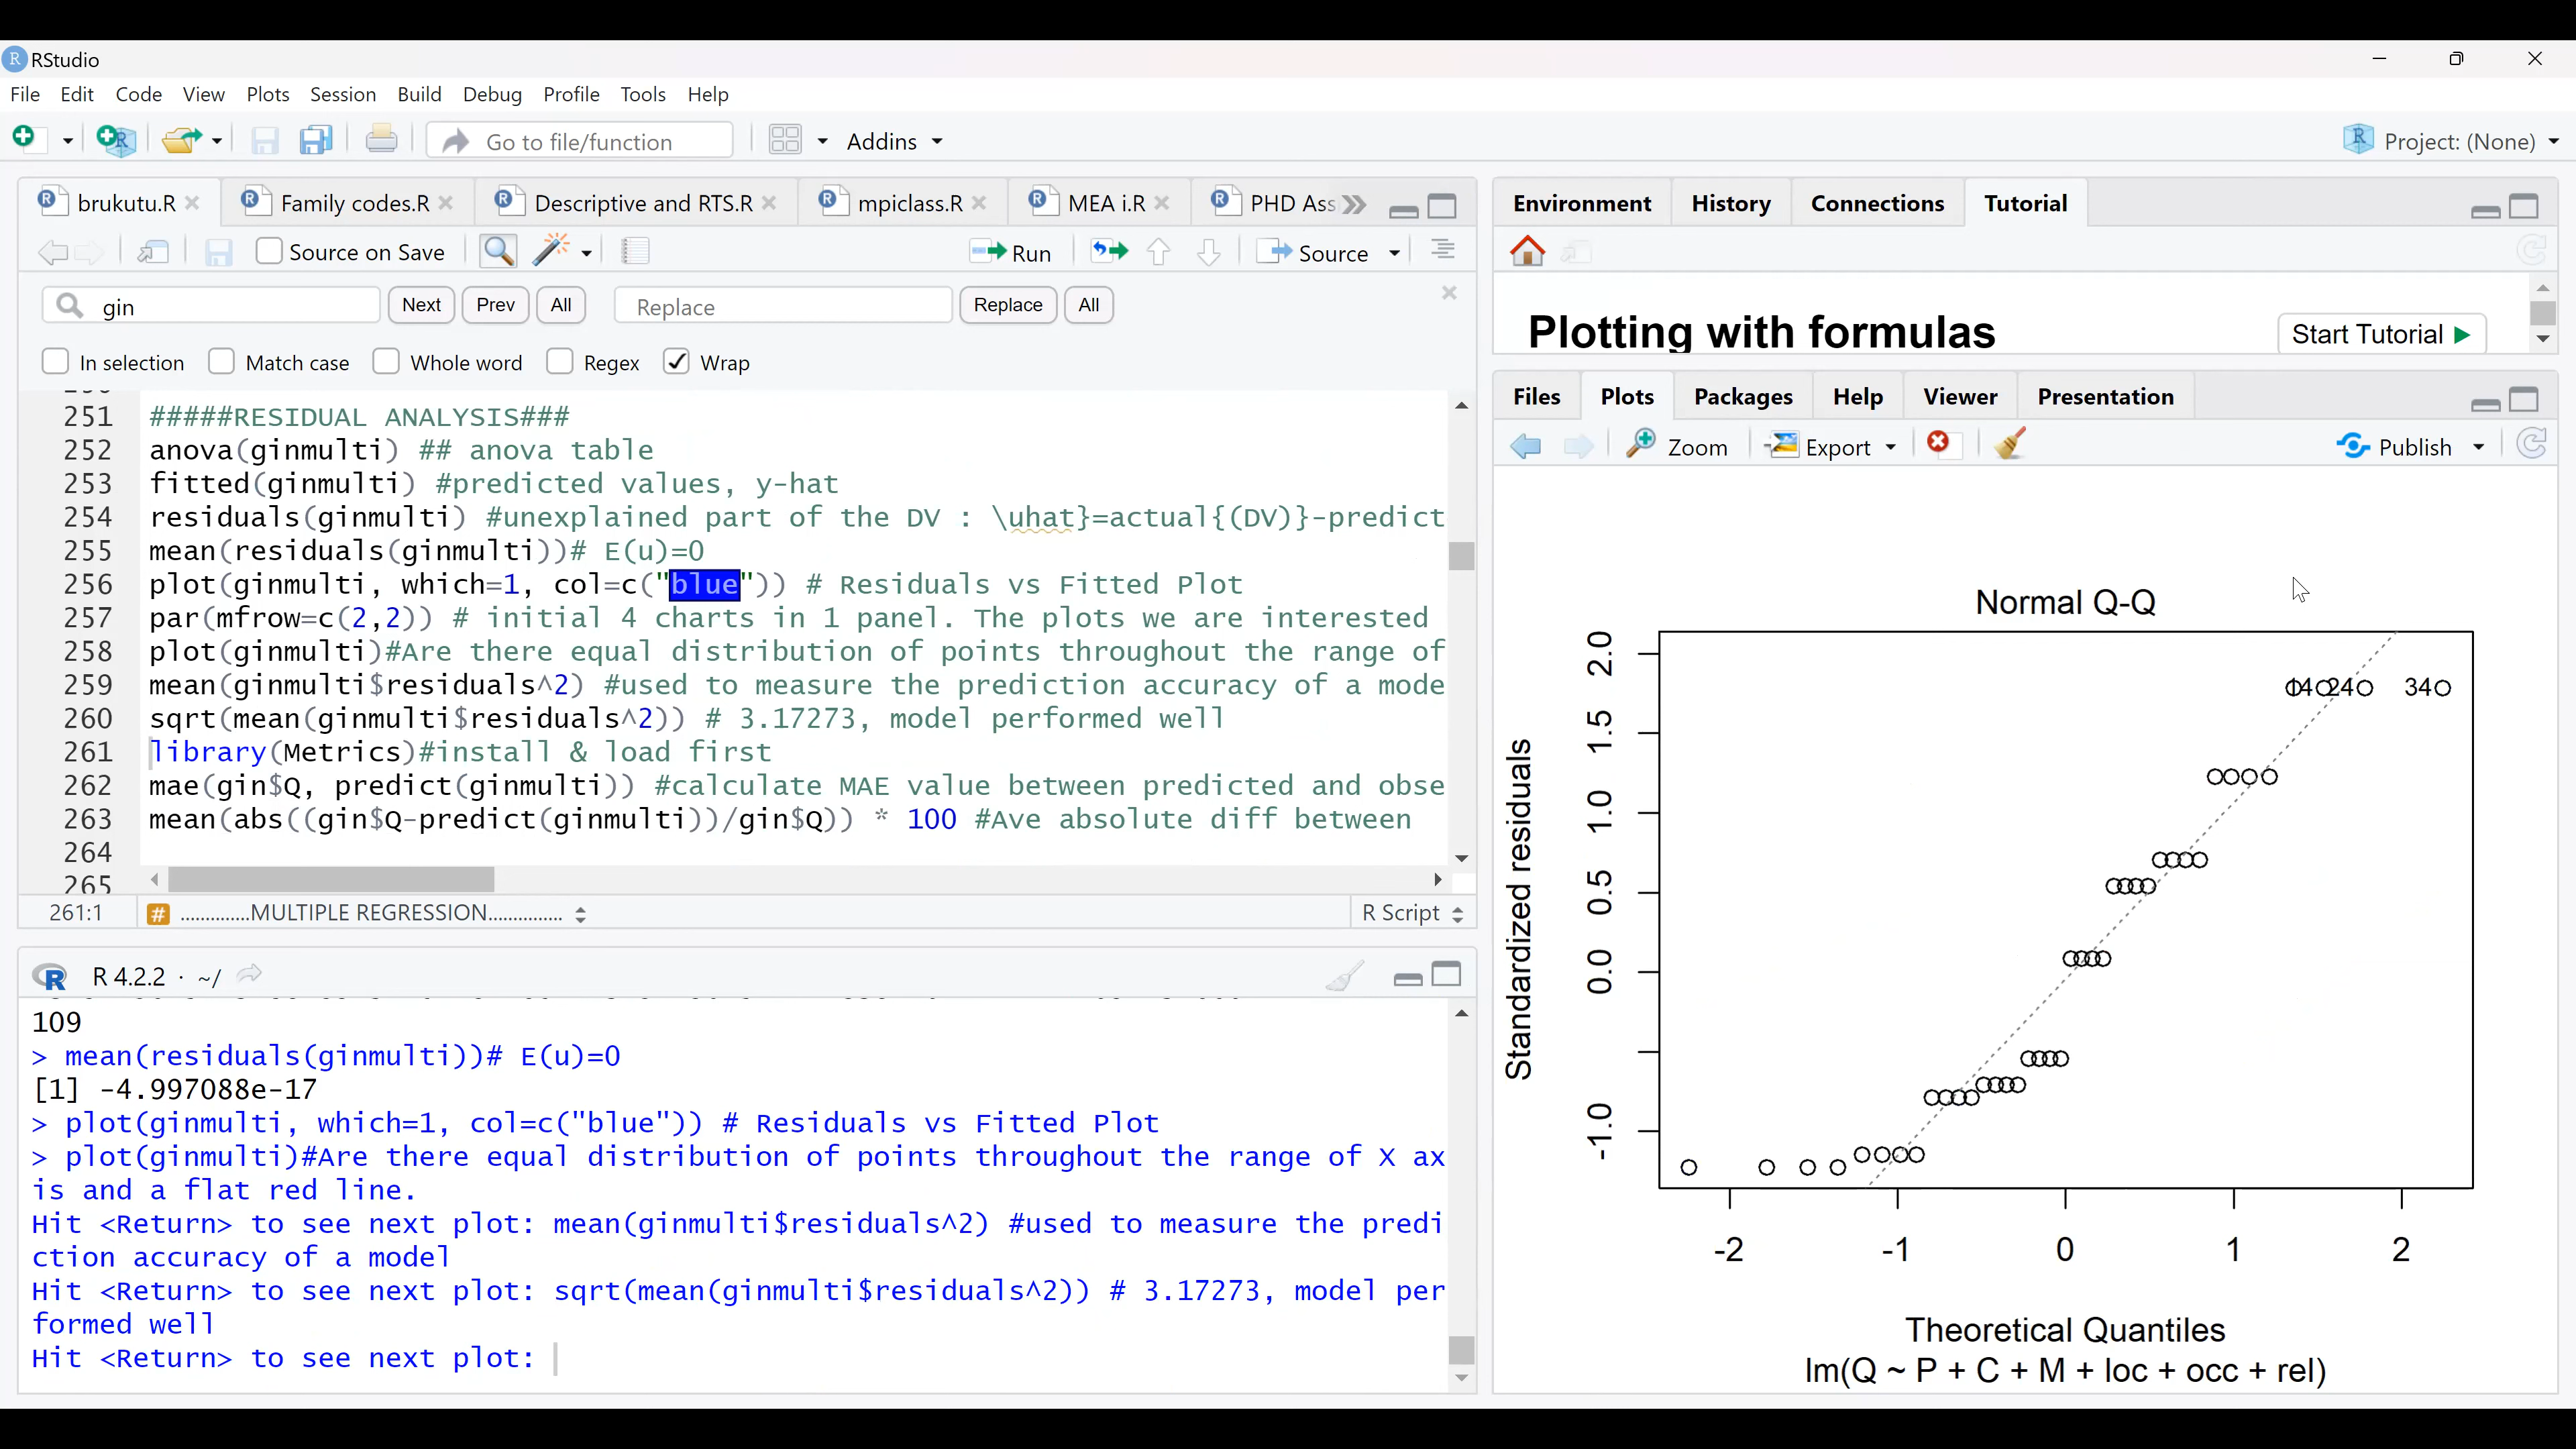 RStudio
File Edit Code View Plots Session Build Debug Profile Tools Help
Go to file/function Addins Project: (None)
brukutu.R Family codes.R Descriptive and RTS.R mpiclass.R MEA i.R PHD Ass
Source on Save Run Source
gin Next Prev All Replace Replace All
In selection Match case Whole word Regex Wrap
251 #####RESIDUAL ANALYSIS###
252 anova(ginmulti) ## anova table
253 fitted(ginmulti) #predicted values, y-hat
254 residuals(ginmulti) #unexplained part of the DV : \uhat}=actual{(DV)}-predict
255 mean(residuals(ginmulti))# E(u)=0
256 plot(ginmulti, which=1, col=c("blue")) # Residuals vs Fitted Plot
257 par(mfrow=c(2,2)) # initial 4 charts in 1 panel. The plots we are interested
258 plot(ginmulti)#Are there equal distribution of points throughout the range of
259 mean(ginmulti$residuals^2) #used to measure the prediction accuracy of a mode
260 sqrt(mean(ginmulti$residuals^2)) # 3.17273, model performed well
261 library(Metrics)#install & load first
262 mae(gin$Q, predict(ginmulti)) #calculate MAE value between predicted and obse
263 mean(abs((gin$Q-predict(ginmulti))/gin$Q)) * 100 #Ave absolute diff between
264
265
261:1 # ..............MULTIPLE REGRESSION............... R Script
R 4.2.2 · ~/
109
> mean(residuals(ginmulti))# E(u)=0
[1] -4.997088e-17
> plot(ginmulti, which=1, col=c("blue")) # Residuals vs Fitted Plot
> plot(ginmulti)#Are there equal distribution of points throughout the range of X ax
is and a flat red line.
Hit <Return> to see next plot: mean(ginmulti$residuals^2) #used to measure the predi
ction accuracy of a model
Hit <Return> to see next plot: sqrt(mean(ginmulti$residuals^2)) # 3.17273, model per
formed well
Hit <Return> to see next plot:
Environment History Connections Tutorial
Plotting with formulas Start Tutorial
Files Plots Packages Help Viewer Presentation
Zoom Export Publish
Normal Q-Q
2.0
14 24 34
1.5
1.0
0.5
0.0
-1.0
Standardized residuals
-2 -1 0 1 2
Theoretical Quantiles
lm(Q ~ P + C + M + loc + occ + rel)